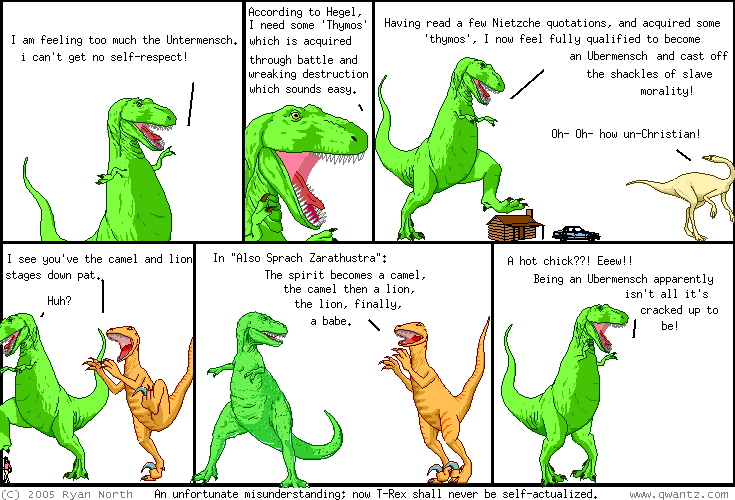 I am feeling too much the Untermensch.
i can't get no self-respect!
According to Hegel,
I need some 'Thymos'
which is acquired
through battle and
wreaking destruction
which sounds easy.
Having read a few Nietzche quotations, and acquired some
'thymos', I now feel fully qualified to become
an Ubermensch and cast off
the shackles of slave
morality!
Oh- Oh- how un-Christian!
I see you've the camel and lion
stages down pat.
Huh?
In "Also Sprach Zarathustra":
The spirit becomes a camel,
the camel then a lion,
the lion, finally,
a babe.
A hot chick??! Eeew!!
Being an Ubermensch apparently
isn't all it's
cracked up to
be!
(C) 2005 Ryan North
An unfortunate misunderstanding; now T-Rex shall never be self-actualized.
www.qwantz.com